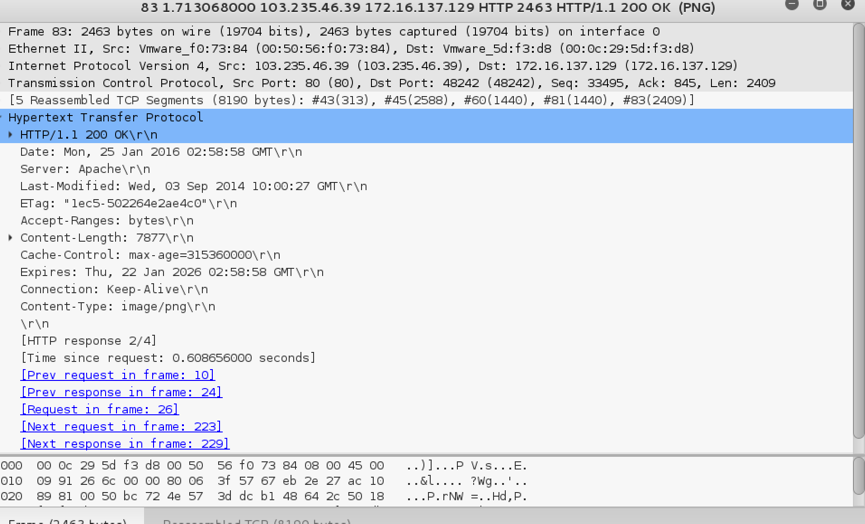 83 1.713068000 103.235.46.39 172.16.137.129 HTTP 2463 HTTP/1.1 200 OK (PNG)
Frame 83: 2463 bytes on wire (19704 bits), 2463 bytes captured (19704 bits) on interface 0
Ethernet II, Src: Vmware_f0:73:84 (00:50:56:f0:73:84), Dst: Vmware_5d:f3:d8 (00:0c:29:5d:f3:d8)
Internet Protocol Version 4, Src: 103.235.46.39 (103.235.46.39), Dst: 172.16.137.129 (172.16.137.129)
Transmission Control Protocol, Src Port: 80 (80), Dst Port: 48242 (48242), Seq: 33495, Ack: 845, Len: 2409
[5 Reassembled TCP Segments (8190 bytes): #43(313), #45(2588), #60(1440), #81(1440), #83(2409)]
Hypertext Transfer Protocol
HTTP/1.1 200 OK\r\n
Date: Mon, 25 Jan 2016 02:58:58 GMT\r\n
Server: Apache\r\n
Last-Modified: Wed, 03 Sep 2014 10:00:27 GMT\r\n
ETag: "1ec5-502264e2ae4c0"\r\n
Accept-Ranges: bytes\r\n
Content-Length: 7877\r\n
Cache-Control: max-age=315360000\r\n
Expires: Thu, 22 Jan 2026 02:58:58 GMT\r\n
Connection: Keep-Alive\r\n
Content-Type: image/png\r\n
\r\n
[HTTP response 2/4]
[Time since request: 0.608656000 seconds]
[Prev request in frame: 10]
[Prev response in frame: 24]
[Request in frame: 26]
[Next request in frame: 223]
[Next response in frame: 229]
000 00 0c 29 5d f3 d8 00 50 56 f0 73 84 08 00 45 00 ..)]...P V.s...E.
010 09 91 26 6c 00 00 80 06 3f 57 67 eb 2e 27 ac 10 ..&l.... ?Wg..'..
020 89 81 00 50 bc 72 4e 57 3d dc b1 48 64 2c 50 18 ...P.rNW =..Hd,P.
Frame (2463 bytes) Reassembled TCP (8190 bytes)